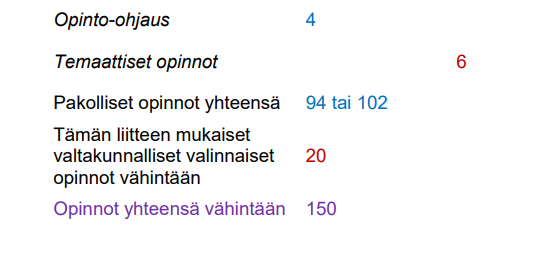 Opinto-ohjaus 4
Temaattiset opinnot 6
Pakolliset opinnot yhteensä 94 tai 102
Tämän liitteen mukaiset
valtakunnalliset valinnaiset 20
opinnot vähintään
Opinnot yhteensä vähintään 150